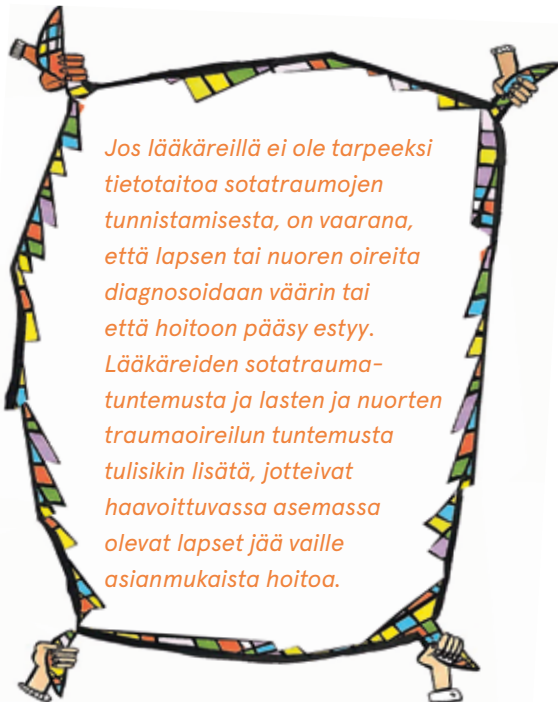 Jos lääkäreillä ei ole tarpeeksi
tietotaitoa sotatraumojen
tunnistamisesta, on vaarana,
että lapsen tai nuoren oireita
diagnosoidaan väärin tai
että hoitoon pääsy estyy.
Lääkäreiden sotatrauma-
tuntemusta ja lasten ja nuorten
traumaoireilun tuntemusta
tulisikin lisätä, jotteivat
haavoittuvassa asemassa
olevat lapset jää vaille
asianmukaista hoitoa.